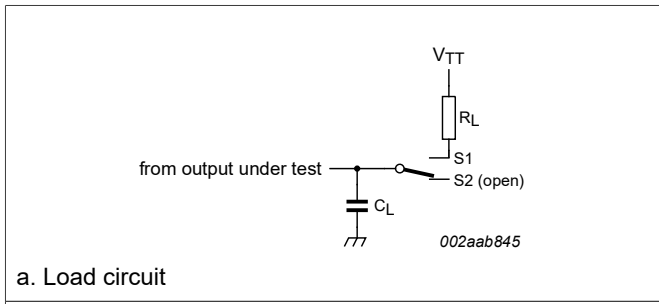 VTT
RL
S1
from output under test
S2 (open)
CL
002aab845
a. Load circuit